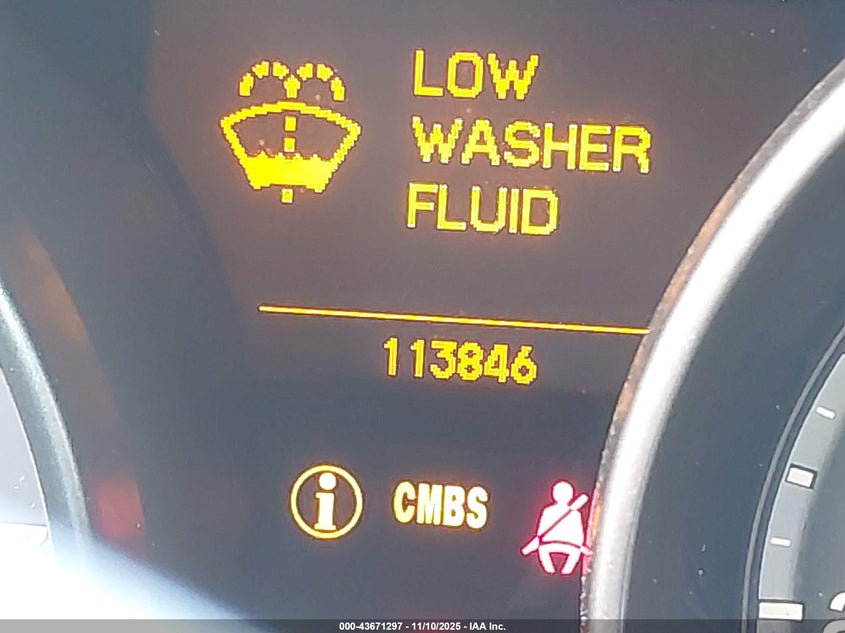 LOW
WASHER
FLUID
113846
i CMBS
000-43671297 - 11/10/2025 - IAA Inc.